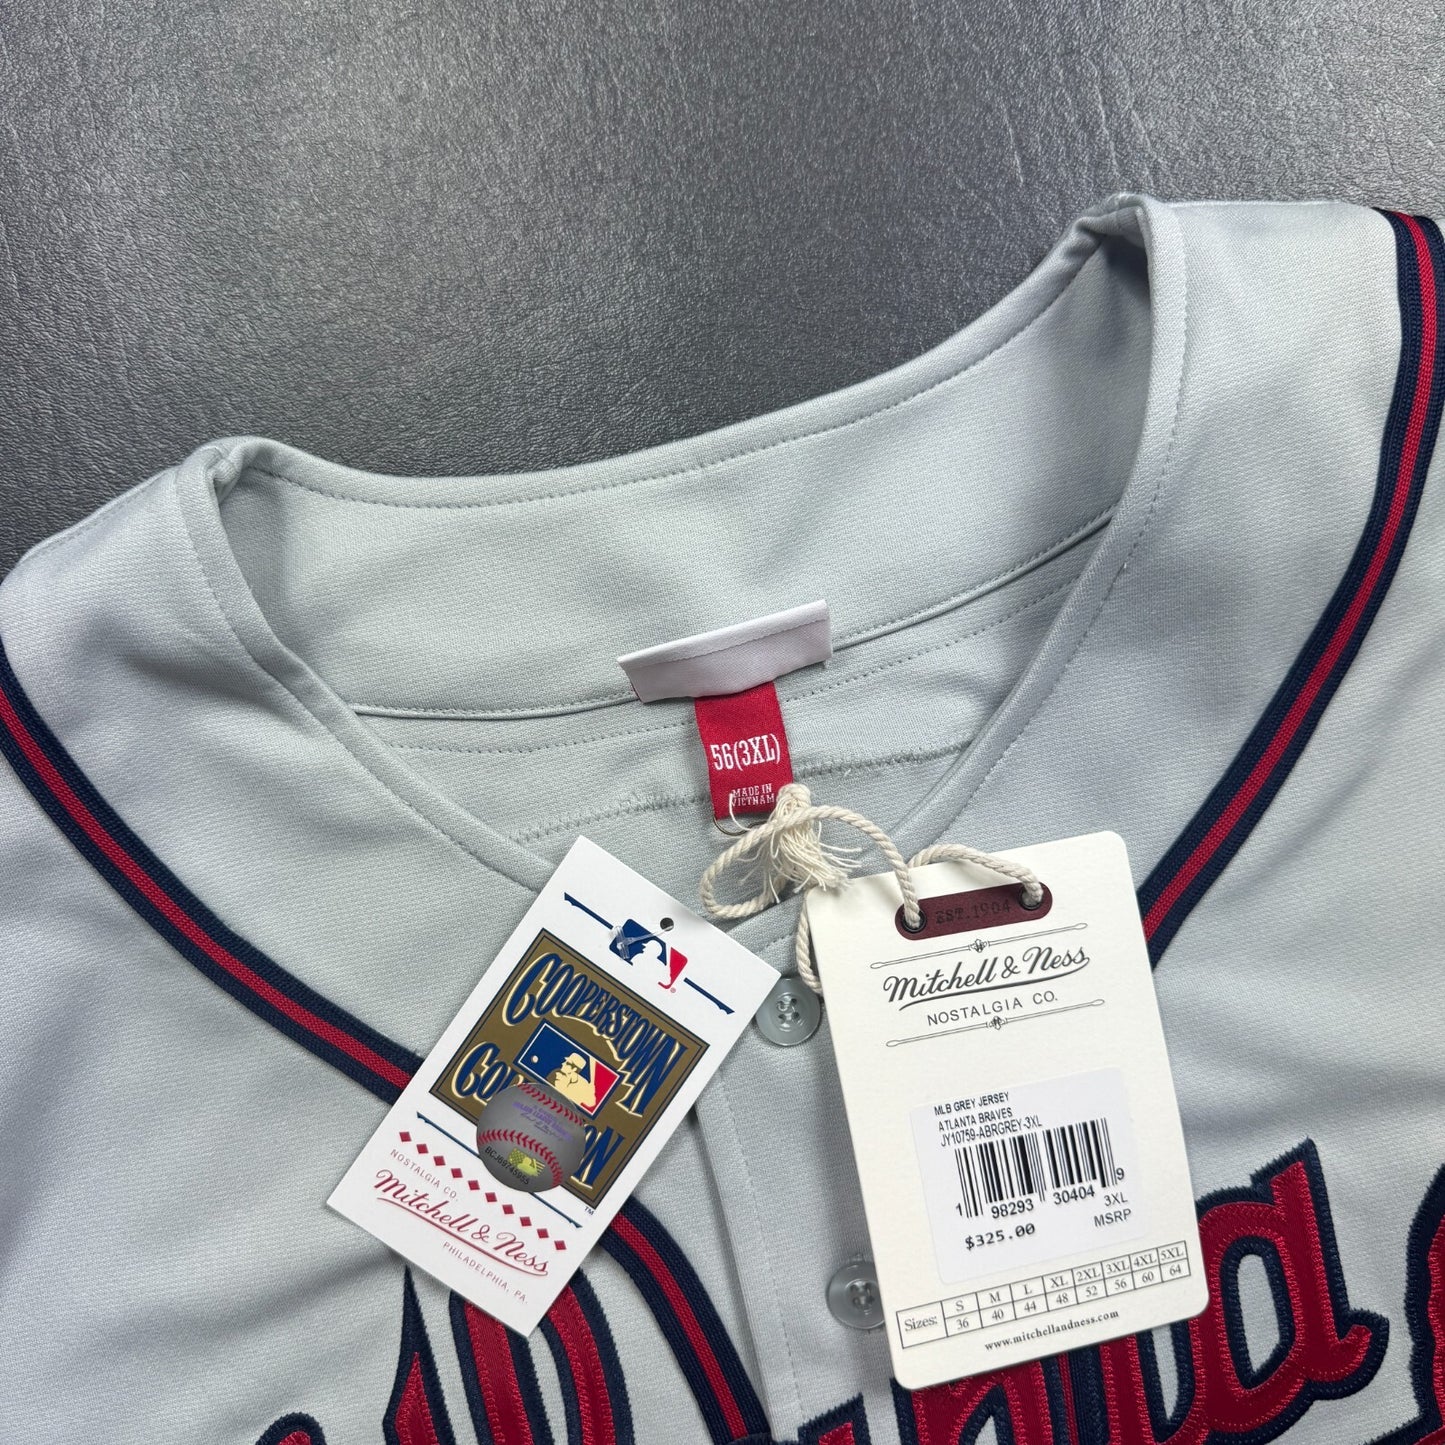 56(3XL)
MADE IN
VIETNAM
COOPERSTOWN
NOSTALGIA CO.
Mitchell & Ness
PHILADELPHIA, PA.
TM
EST.1904
Mitchell & Ness
NOSTALGIA CO.
MLB GREY JERSEY
ATLANTA BRAVES
JY10759-ABRGREY-3XL
1 98293 30404 9
3XL
$325.00 MSRP
Sizes: S M L XL 2XL 3XL 4XL 5XL
36 40 44 48 52 56 60 64
www.mitchellandness.com